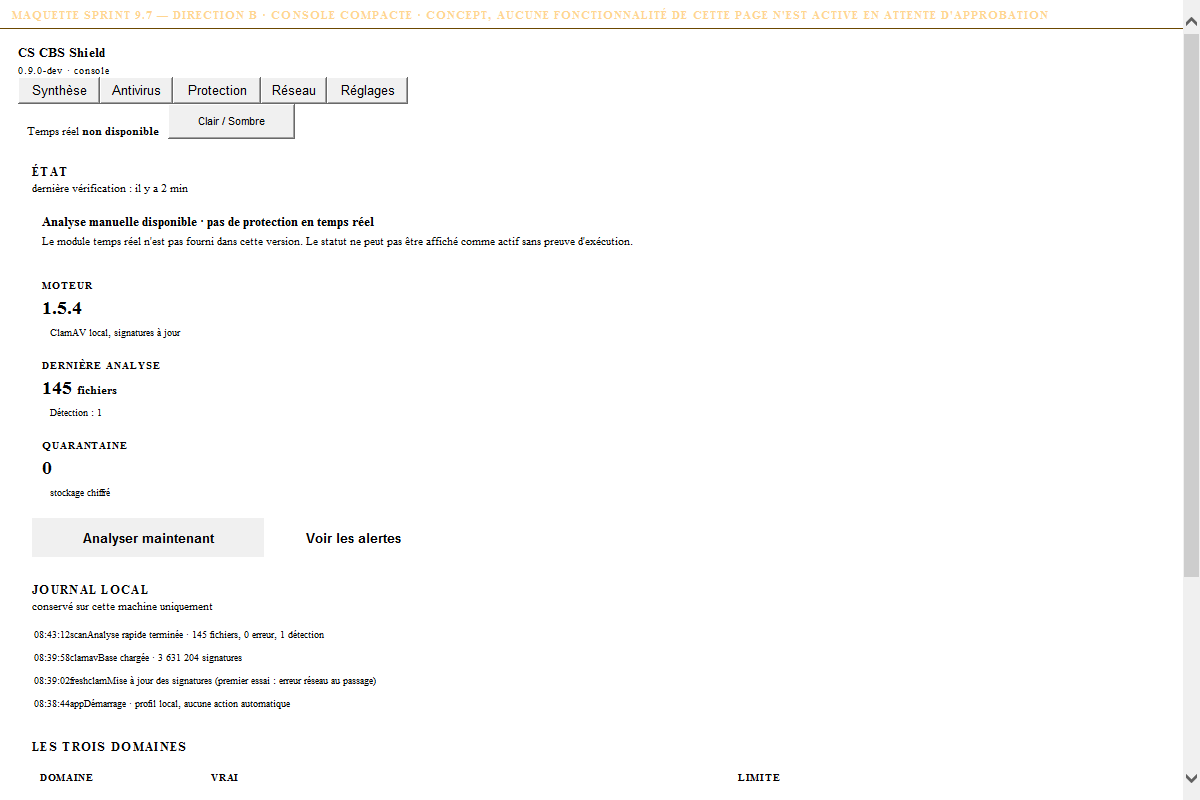 MAQUETTE SPRINT 9.7 — DIRECTION B · CONSOLE COMPACTE · CONCEPT, AUCUNE FONCTIONNALITÉ DE CETTE PAGE N'EST ACTIVE EN ATTENTE D'APPROBATION
CS CBS Shield
0.9.0-dev · console
Synthèse Antivirus Protection Réseau Réglages
Temps réel non disponible Clair / Sombre
ÉTAT
dernière vérification : il y a 2 min
Analyse manuelle disponible · pas de protection en temps réel
Le module temps réel n'est pas fourni dans cette version. Le statut ne peut pas être affiché comme actif sans preuve d'exécution.
MOTEUR
1.5.4
ClamAV local, signatures à jour
DERNIÈRE ANALYSE
145 fichiers
Détection : 1
QUARANTAINE
0
stockage chiffré
Analyser maintenant Voir les alertes
JOURNAL LOCAL
conservé sur cette machine uniquement
08:43:12scanAnalyse rapide terminée · 145 fichiers, 0 erreur, 1 détection
08:39:58clamavBase chargée · 3 631 204 signatures
08:39:02freshclamMise à jour des signatures (premier essai : erreur réseau au passage)
08:38:44appDémarrage · profil local, aucune action automatique
LES TROIS DOMAINES
DOMAINE VRAI LIMITE